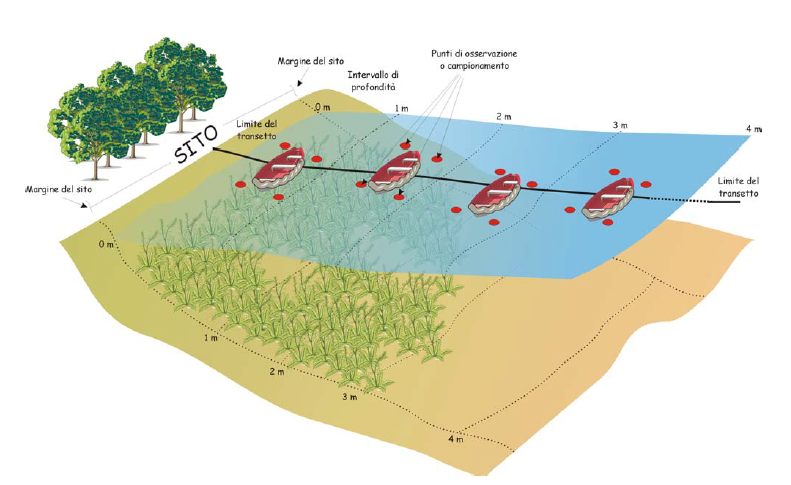 Margine del sito
Punti di osservazione
o campionamento
Intervallo di
profondità
0 m
1 m
2 m
3 m
4 m
Limite del
transetto
SITO
Margine del sito
Limite del
transetto
0 m
1 m
2 m
3 m
4 m